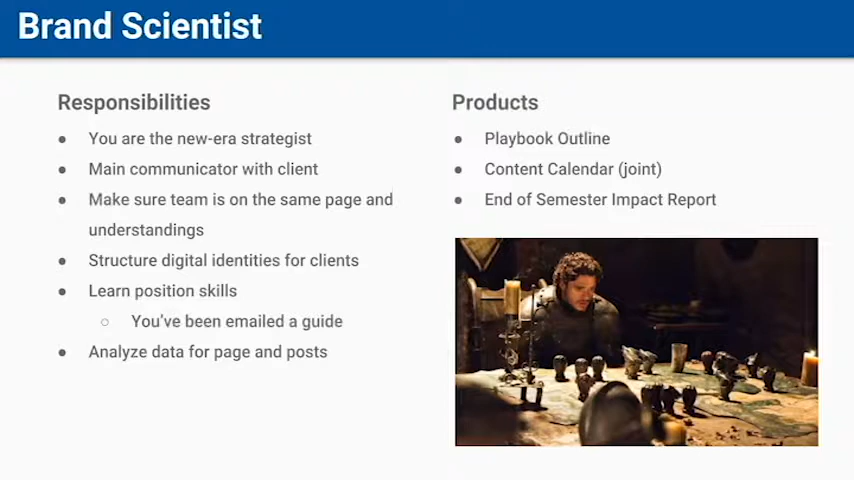 Brand Scientist
Responsibilities
● You are the new-era strategist
● Main communicator with client
● Make sure team is on the same page and
understandings
● Structure digital identities for clients
● Learn position skills
○ You've been emailed a guide
● Analyze data for page and posts
Products
● Playbook Outline
● Content Calendar (joint)
● End of Semester Impact Report